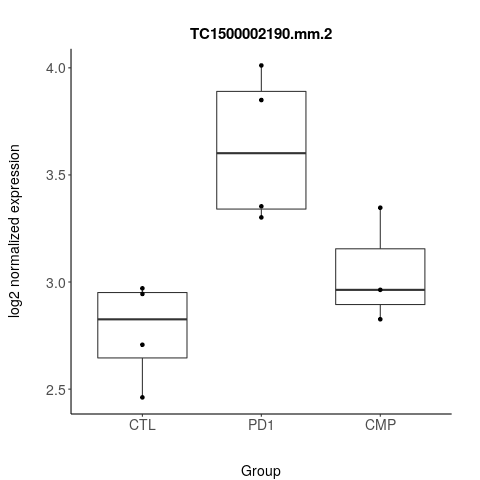 TC1500002190.mm.2
log2 normalized expression
4.0
3.5
3.0
2.5
CTL PD1 CMP
Group